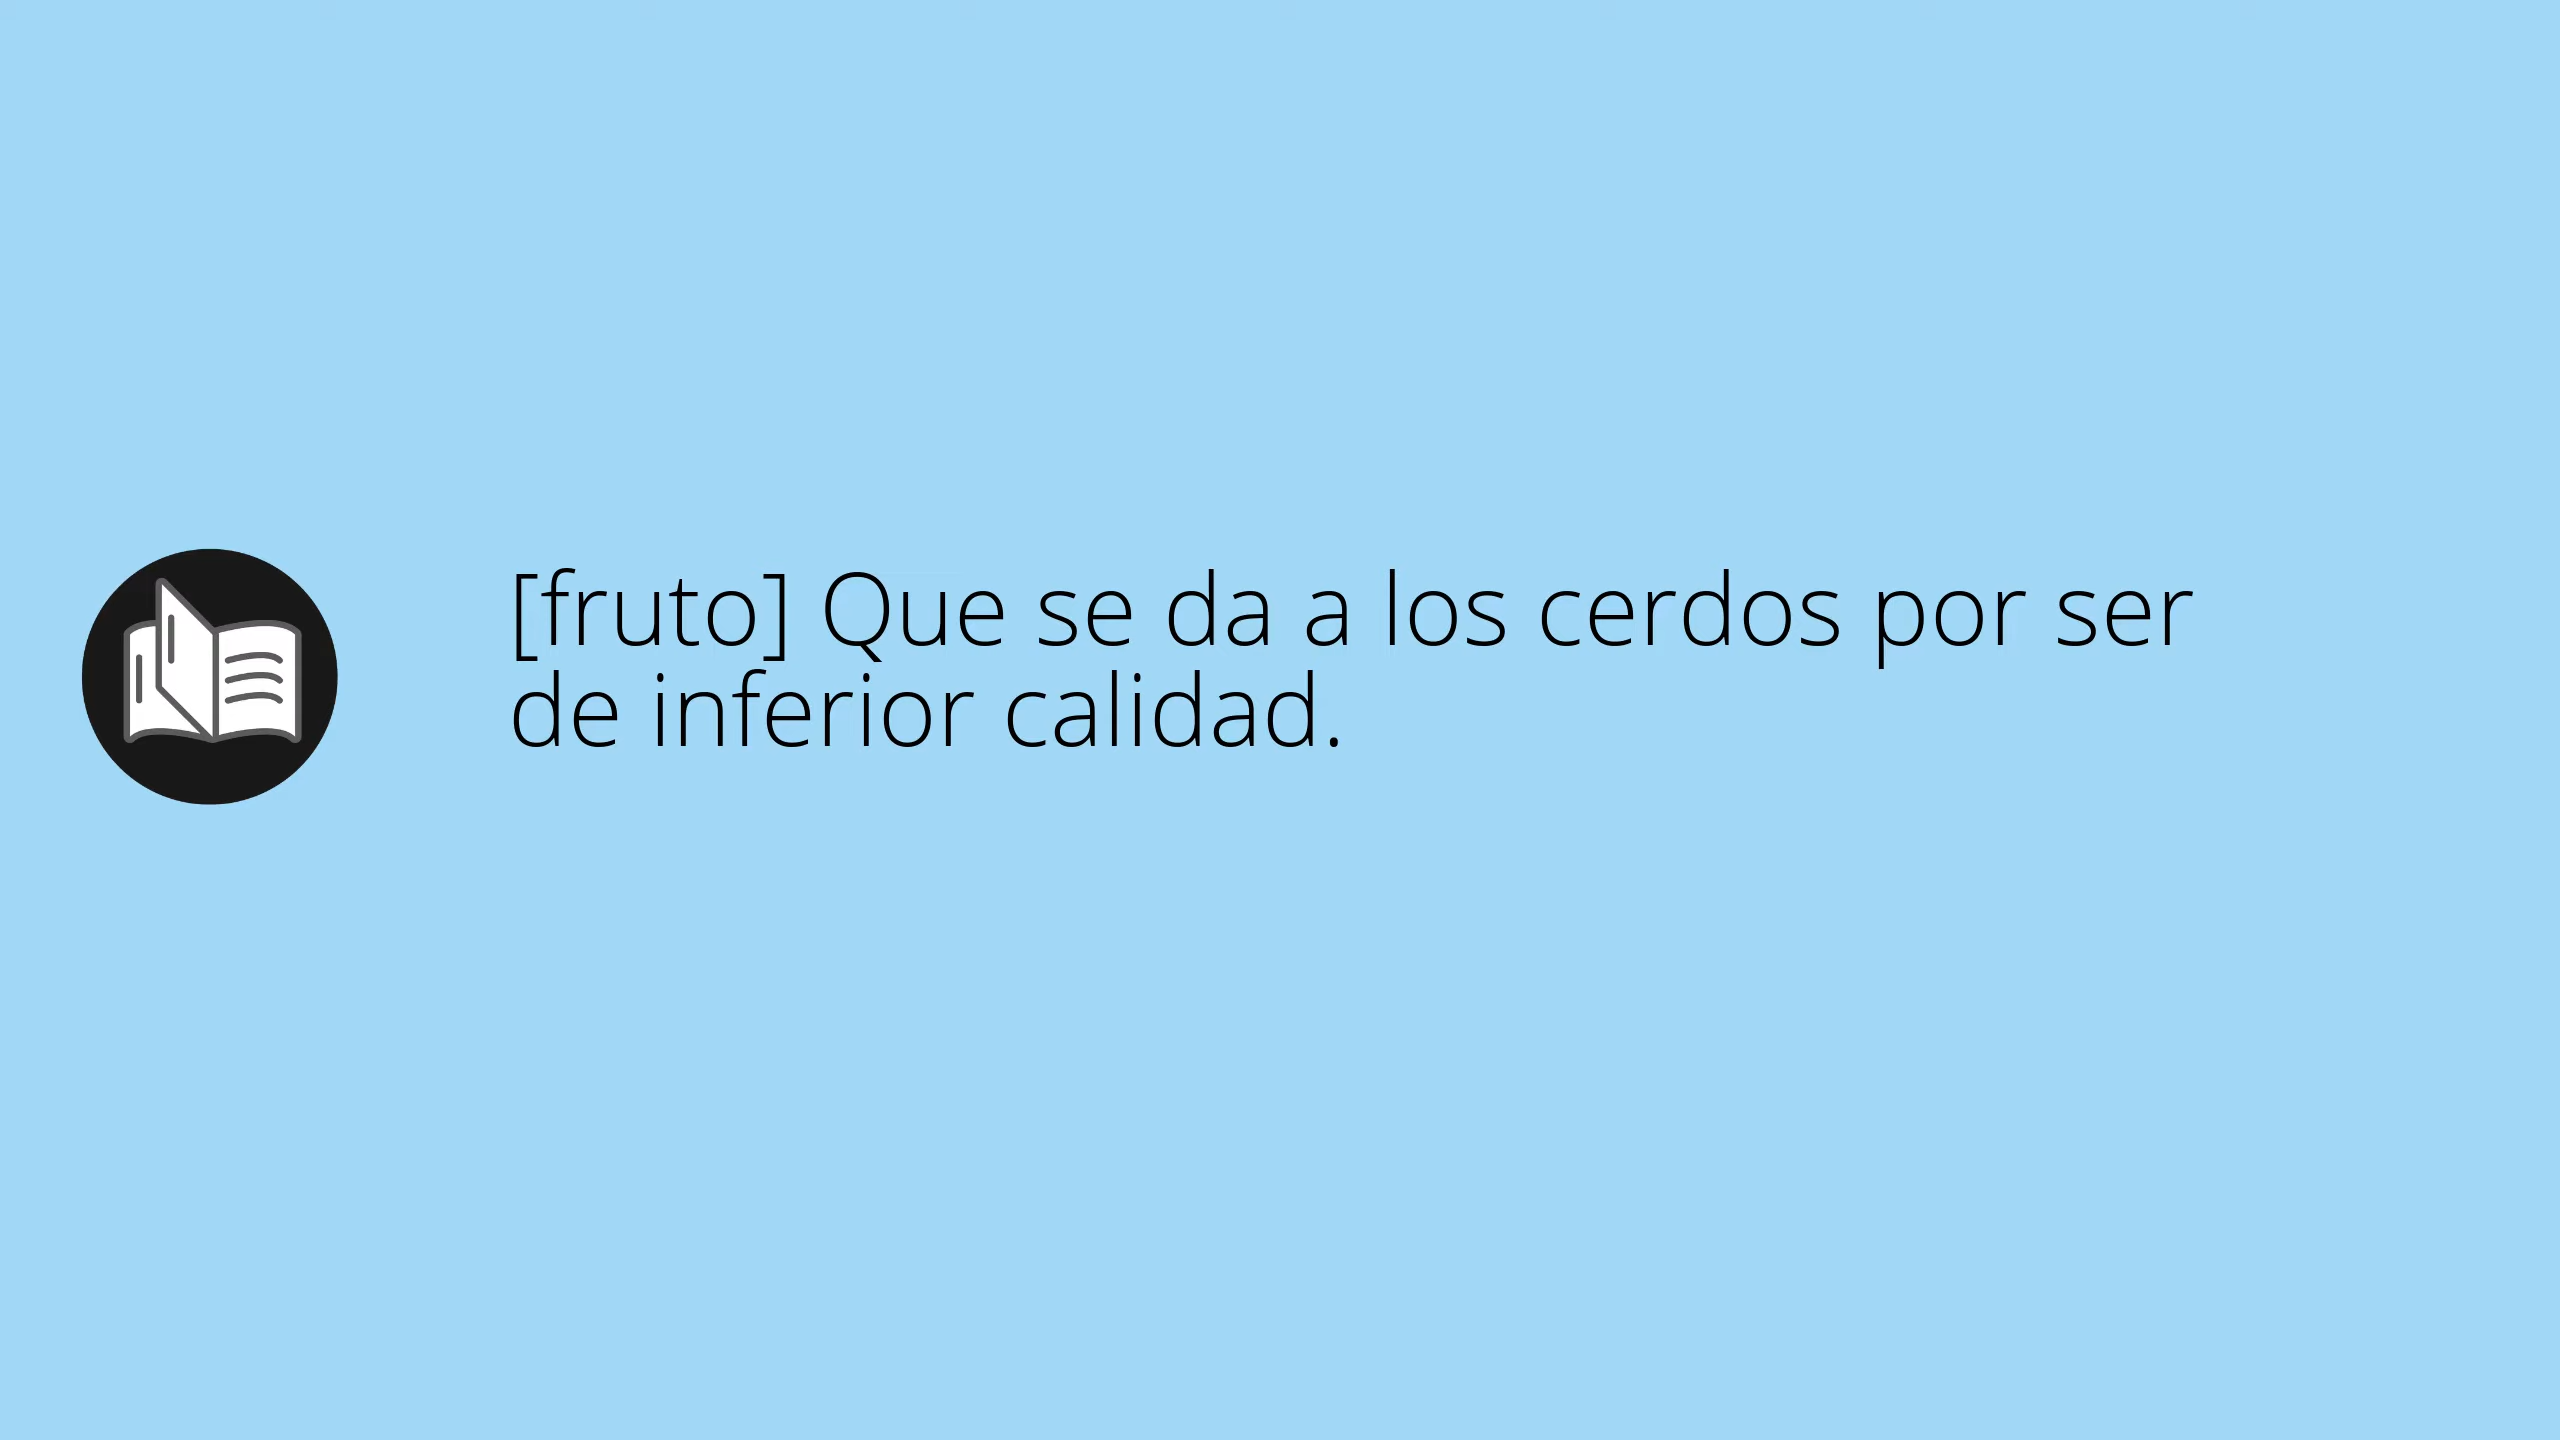 [fruto] Que se da a los cerdos por ser
de inferior calidad.